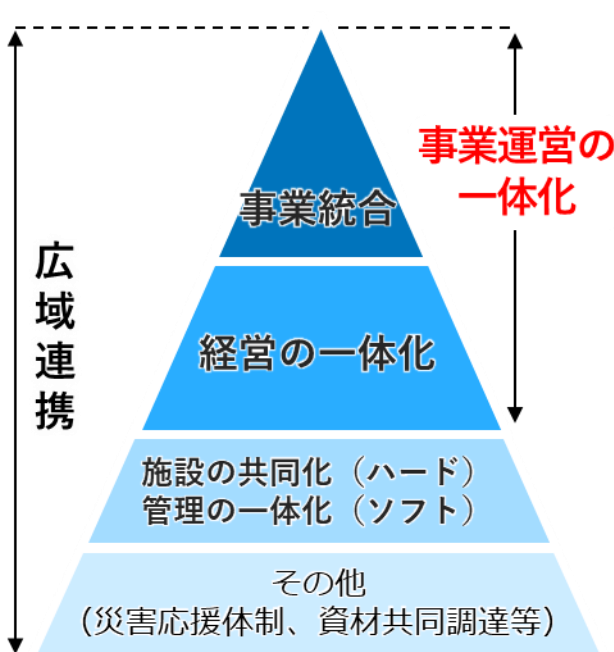 事業運営の
一体化
事業統合
広域連携
経営の一体化
施設の共同化（ハード）
管理の一体化（ソフト）
その他
（災害応援体制、資材共同調達等）